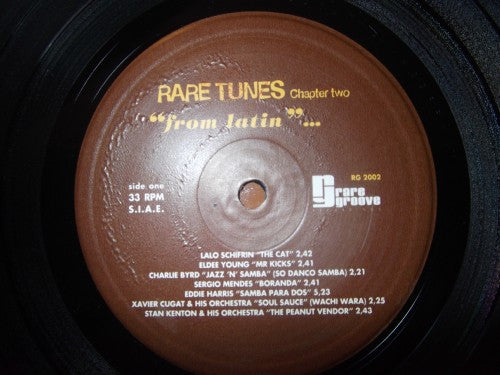 RARE TUNES Chapter two
"from latin"...
side one
33 RPM
S.I.A.E.
RG 2002
rg rare
groove
LALO SCHIFRIN "THE CAT" 2,42
ELDEE YOUNG "MR KICKS" 2,41
CHARLIE BYRD "JAZZ 'N' SAMBA" (SO DANCO SAMBA) 2,21
SERGIO MENDES "BORANDA" 2,41
EDDIE HARRIS "SAMBA PARA DOS" 5,23
XAVIER CUGAT & HIS ORCHESTRA "SOUL SAUCE" (WACHI WARA) 2,25
STAN KENTON & HIS ORCHESTRA "THE PEANUT VENDOR" 2,43